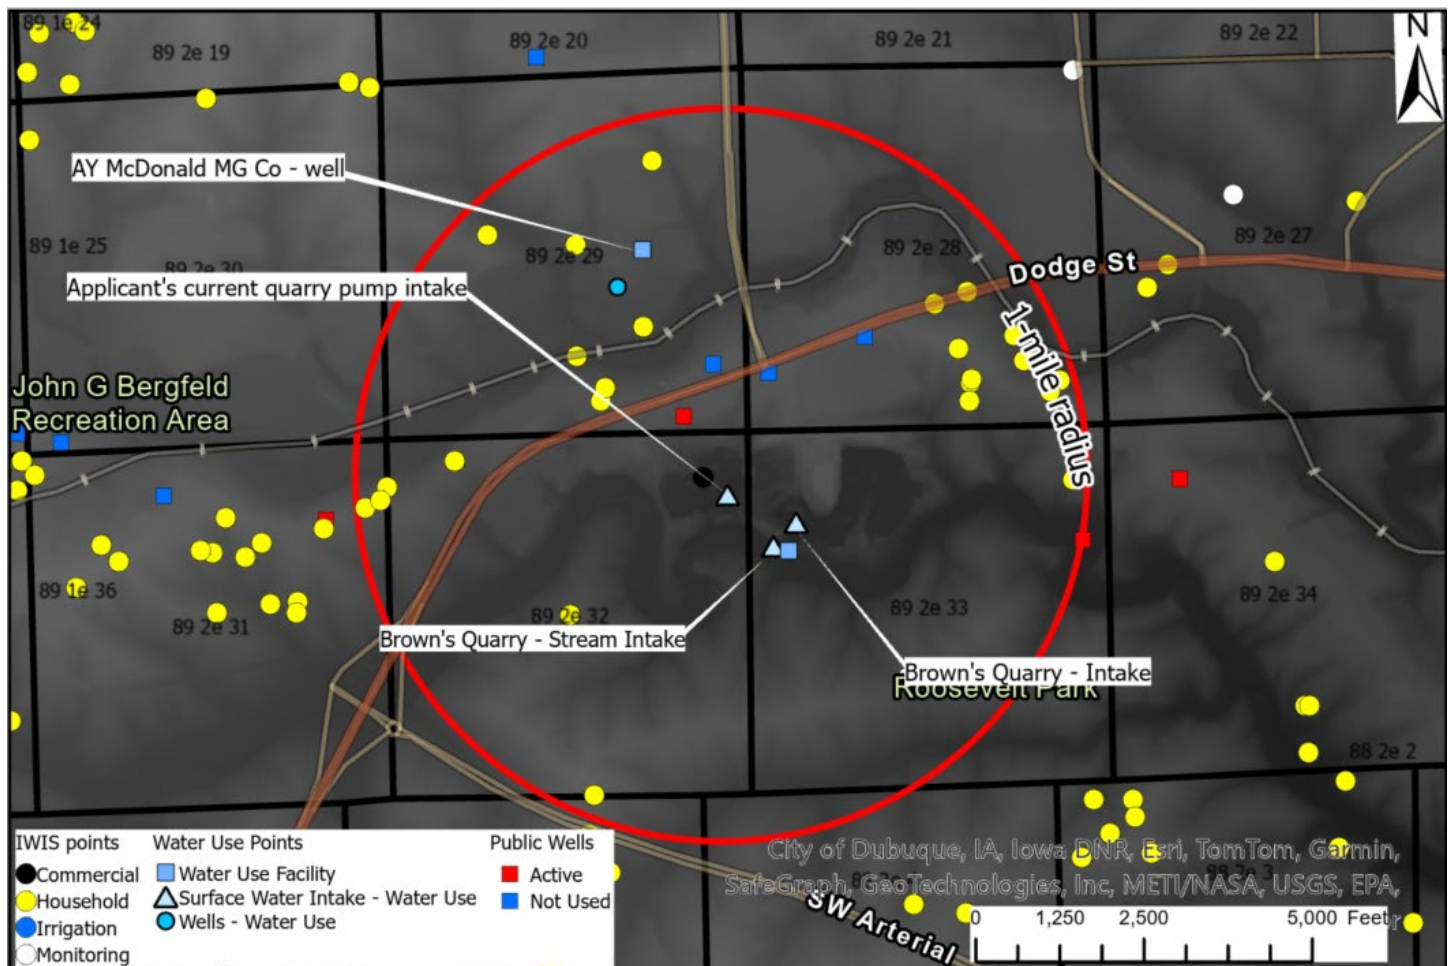 89 1e 24
89 2e 19
89 2e 20
89 2e 21
89 2e 22
N
AY McDonald MG Co - well
89 1e 25
89 2e 30
89 2e 29
89 2e 28
89 2e 27
Dodge St
Applicant's current quarry pump intake
1-mile radius
John G Bergfeld
Recreation Area
89 1e 36
89 2e 31
89 2e 32
89 2e 33
89 2e 34
Brown's Quarry - Stream Intake
Brown's Quarry - Intake
Roosevelt Park
88 2e 2
IWIS points
Commercial
Household
Irrigation
Monitoring
Water Use Points
Water Use Facility
Surface Water Intake - Water Use
Wells - Water Use
Public Wells
Active
Not Used
City of Dubuque, IA, Iowa DNR, Esri, TomTom, Garmin,
SafeGraph, GeoTechnologies, Inc, METI/NASA, USGS, EPA,
SW Arterial
0 1,250 2,500 5,000 Feet